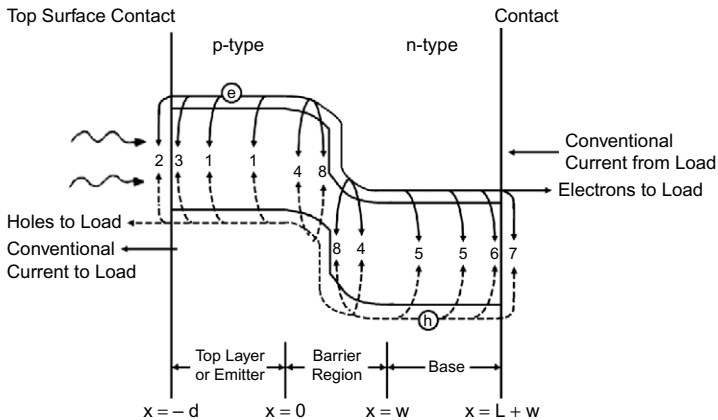 Top Surface Contact
Contact
p-type
n-type
e
2 3 1 1 4 8
Conventional
Current from Load
Electrons to Load
Holes to Load
Conventional
Current to Load
8 4 5 5 6 7
h
Top Layer
or Emitter
Barrier
Region
Base
x = – d
x = 0
x = w
x = L + w